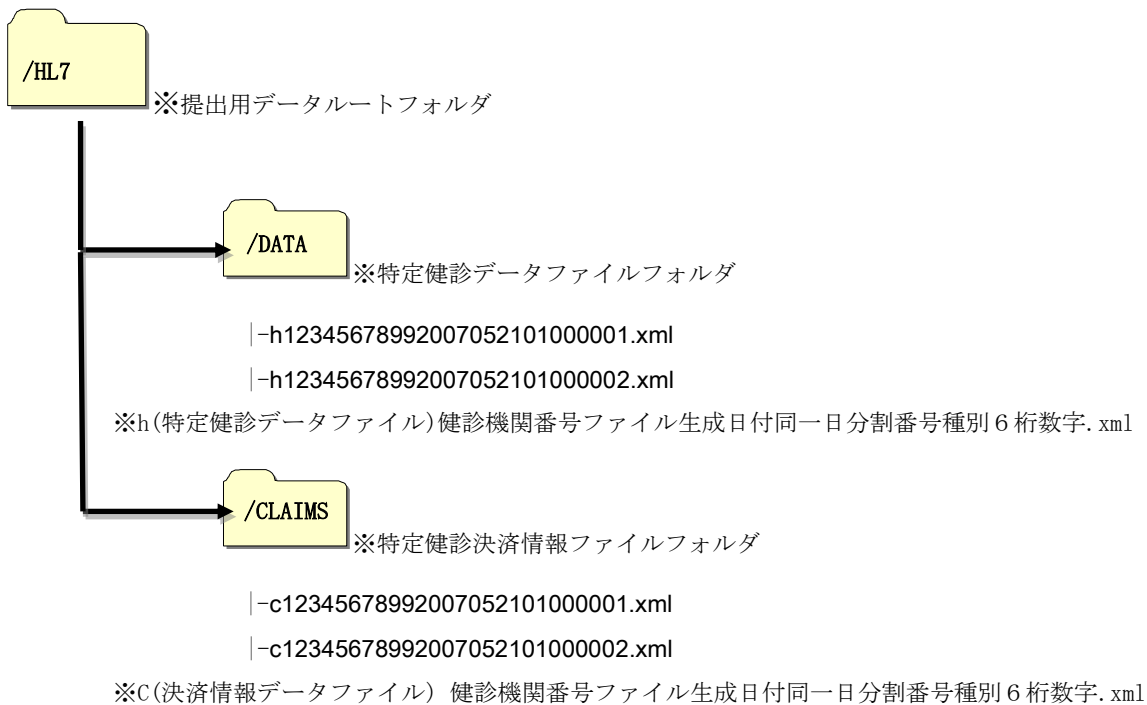 /HL7
※提出用データルートフォルダ
/DATA
※特定健診データファイルフォルダ
|-h12345678992007052101000001.xml
|-h12345678992007052101000002.xml
※h(特定健診データファイル)健診機関番号ファイル生成日付同一日分割番号種別６桁数字.xml
/CLAIMS
※特定健診決済情報ファイルフォルダ
|-c12345678992007052101000001.xml
|-c12345678992007052101000002.xml
※C(決済情報データファイル) 健診機関番号ファイル生成日付同一日分割番号種別６桁数字.xml